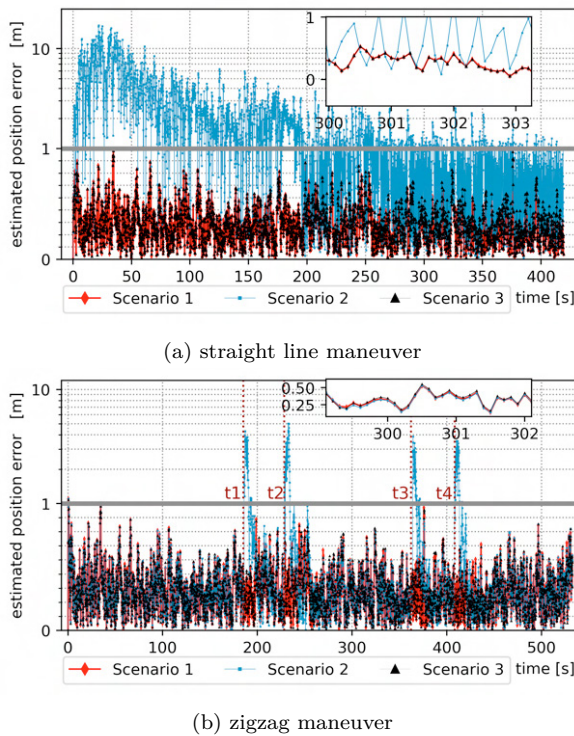 estimated position error [m]
10
1
0
1
0
300 301 302 303
0 50 100 150 200 250 300 350 400
Scenario 1 Scenario 2 Scenario 3 time [s]
(a) straight line maneuver
estimated position error [m]
10
1
0
0.50
0.25
300 301 302
t1 t2 t3 t4
0 100 200 300 400 500
Scenario 1 Scenario 2 Scenario 3 time [s]
(b) zigzag maneuver